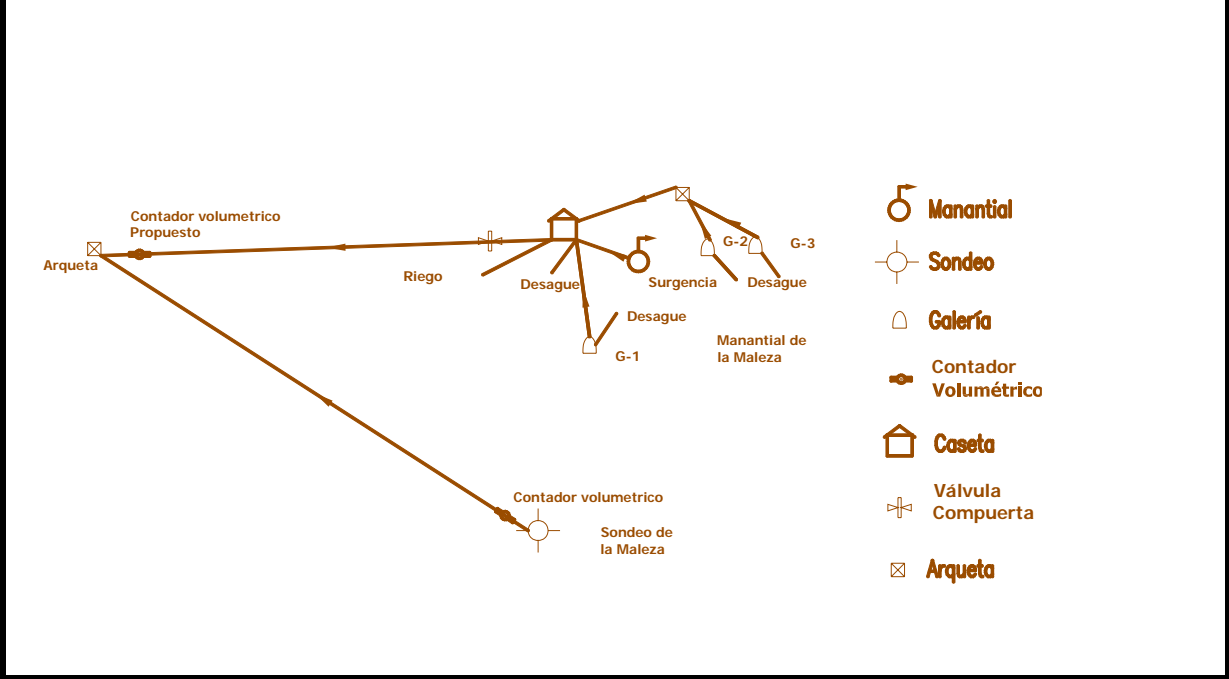 Contador volumetrico
Propuesto
Arqueta
Riego
Desague
Surgencia
G-2
G-3
Desague
Desague
G-1
Manantial de
la Maleza
Contador volumetrico
Sondeo de
la Maleza
Manantial
Sondeo
Galería
Contador
Volumétrico
Caseta
Válvula
Compuerta
Arqueta